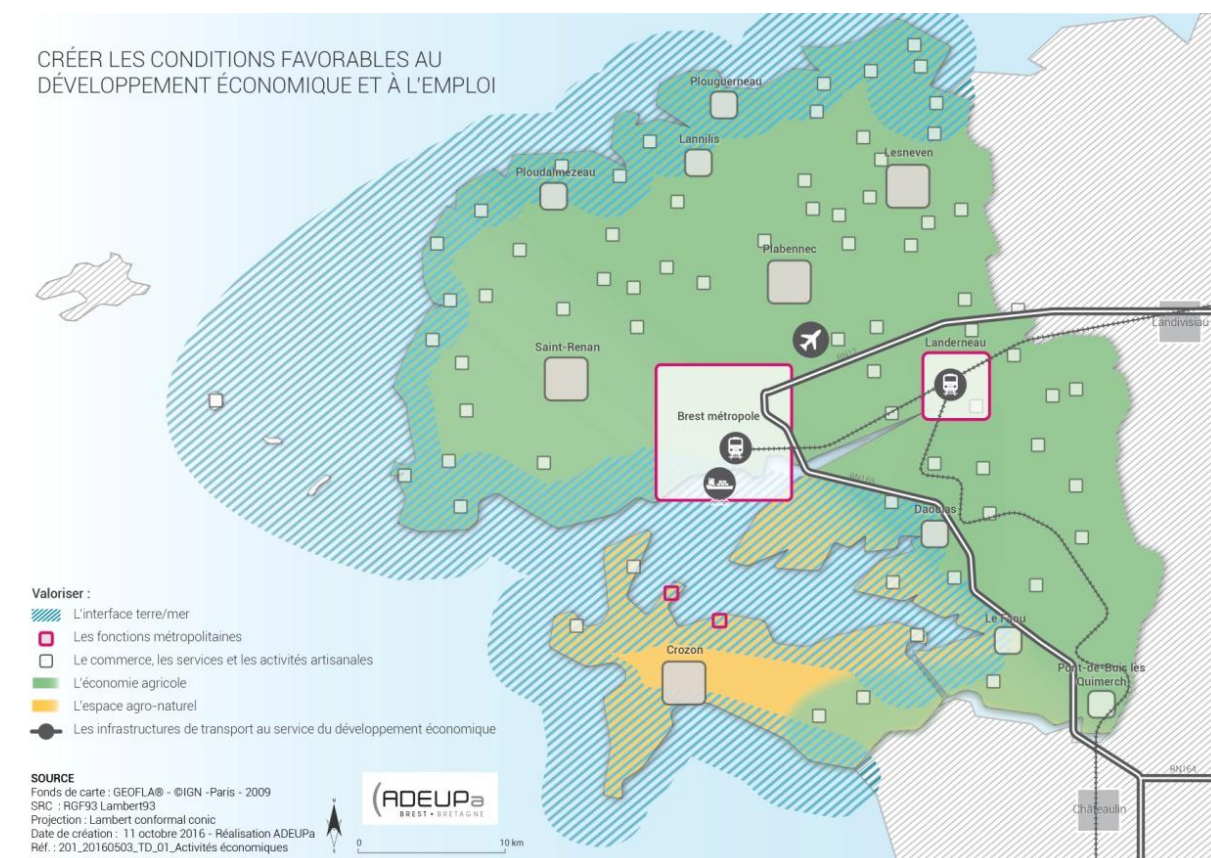 CRÉER LES CONDITIONS FAVORABLES AU
DÉVELOPPEMENT ÉCONOMIQUE ET À L'EMPLOI
Plouguerneau
Lannilis
Lesneven
Ploudalmézeau
Plabennec
Saint-Renan
Landerneau
Landivisiau
Brest métropole
Daoulas
Le Faou
Crozon
Pont-de-Buis lès
Quimerch
RN164
Châteaulin
Valoriser :
L'interface terre/mer
Les fonctions métropolitaines
Le commerce, les services et les activités artisanales
L'économie agricole
L'espace agro-naturel
Les infrastructures de transport au service du développement économique
SOURCE
Fonds de carte : GEOFLA® - ©IGN -Paris - 2009
SRC : RGF93 Lambert93
Projection : Lambert conformal conic
Date de création : 11 octobre 2016 - Réalisation ADEUPa
Réf. : 201_20160503_TD_01_Activités économiques
ADEUPa
BREST • BRETAGNE
N
S
0
10 km